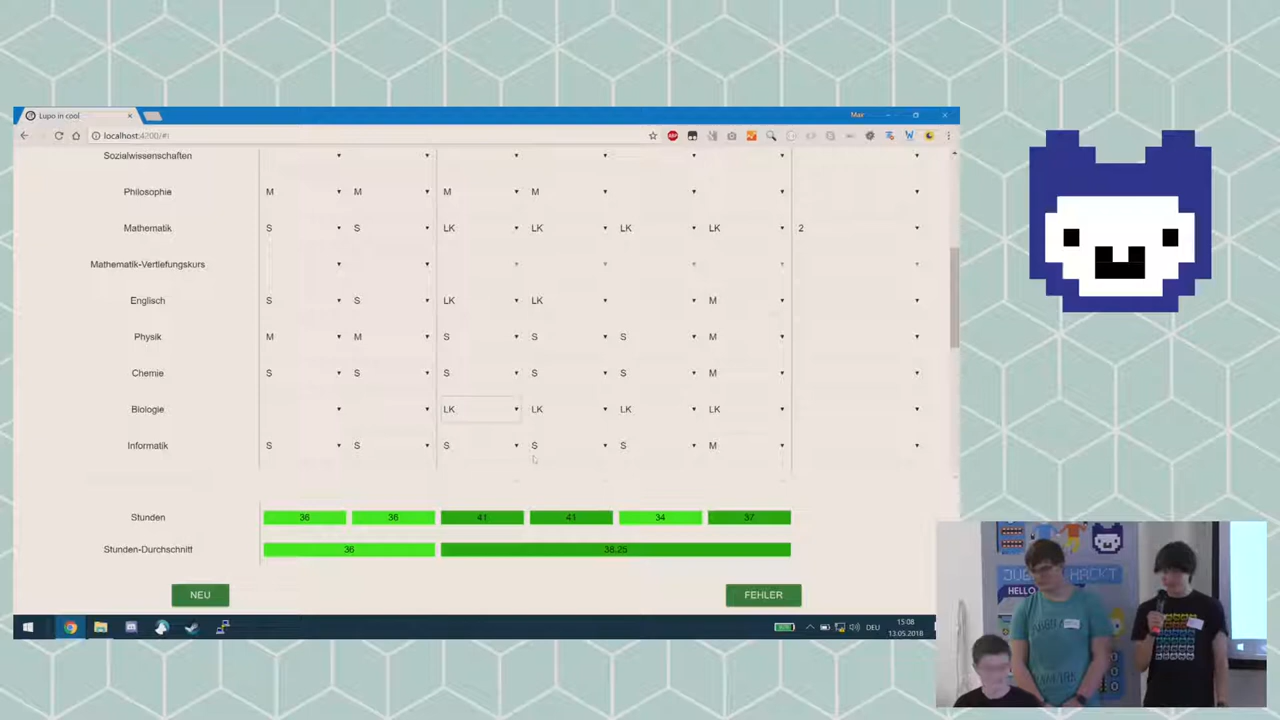 Lupo in cool
Max
localhost:4200/#!
Sozialwissenschaften
Philosophie M M M M
Mathematik S S LK LK LK LK 2
Mathematik-Vertiefungskurs
Englisch S S LK LK M
Physik M M S S S M
Chemie S S S S S M
Biologie LK LK LK LK
Informatik S S S S S M
Stunden 36 36 41 41 34 37
Stunden-Durchschnitt 36 38.25
NEU FEHLER
DEU
15:08
13.05.2018
HACKT
HELLO